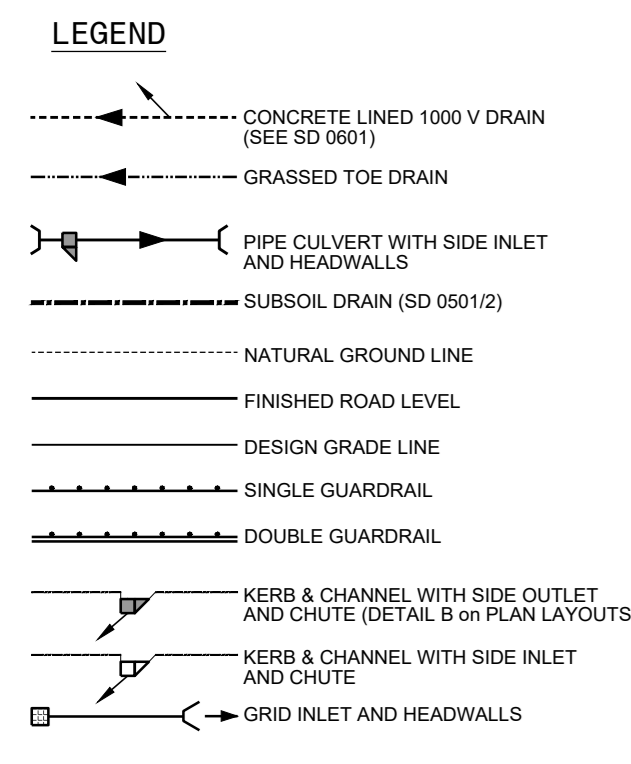 LEGEND
CONCRETE LINED 1000 V DRAIN
(SEE SD 0601)
GRASSED TOE DRAIN
PIPE CULVERT WITH SIDE INLET
AND HEADWALLS
SUBSOIL DRAIN (SD 0501/2)
NATURAL GROUND LINE
FINISHED ROAD LEVEL
DESIGN GRADE LINE
SINGLE GUARDRAIL
DOUBLE GUARDRAIL
KERB & CHANNEL WITH SIDE OUTLET
AND CHUTE (DETAIL B on PLAN LAYOUTS
KERB & CHANNEL WITH SIDE INLET
AND CHUTE
GRID INLET AND HEADWALLS